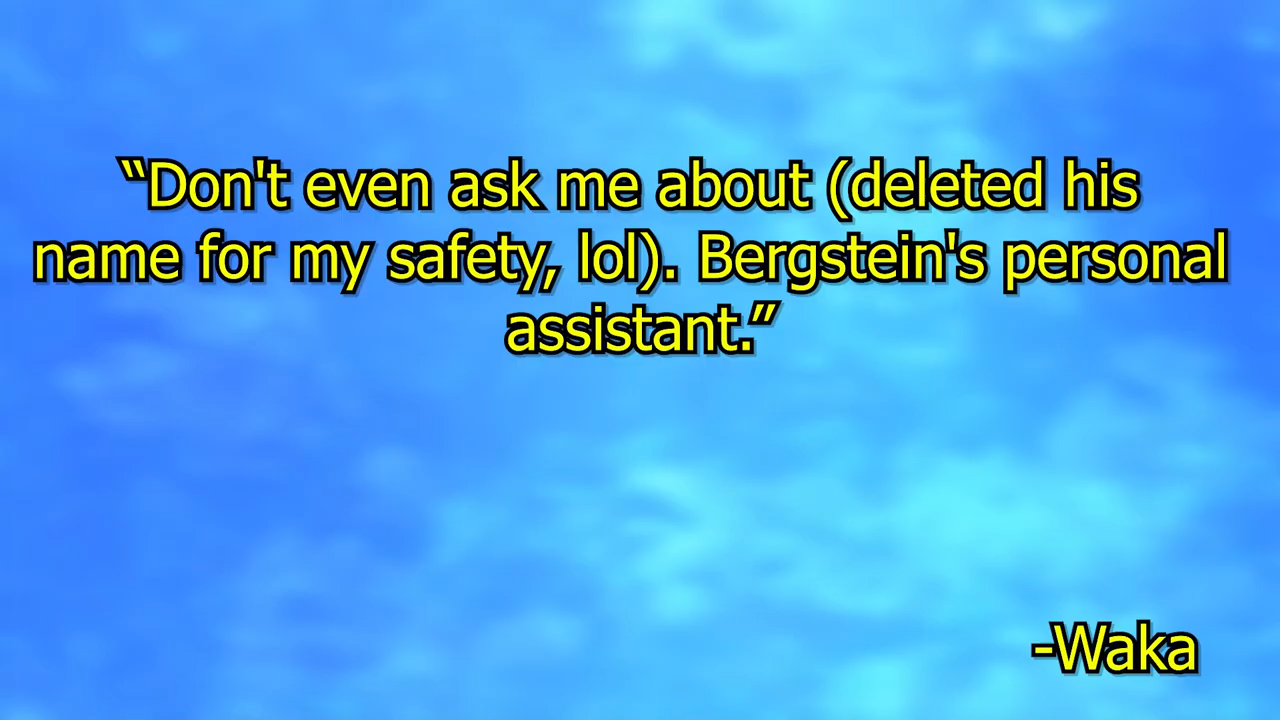 “Don't even ask me about (deleted his
name for my safety, lol). Bergstein's personal
assistant.”
-Waka